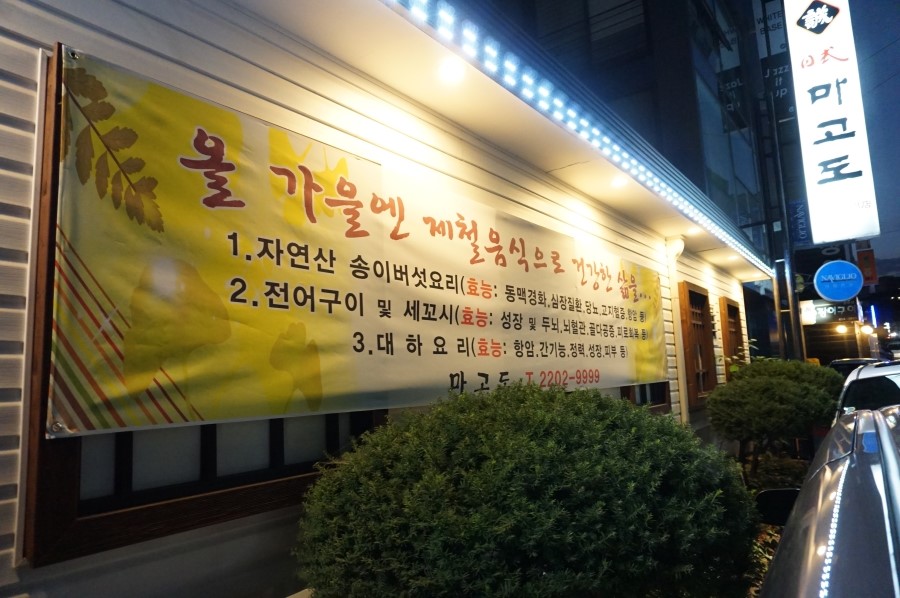 올 가을엔 제철음식으로 건강한 삶을...
1.자연산 송이버섯요리(효능: 동맥경화,심장질환,당뇨,고지혈증,항암 등)
2.전어구이 및 세꼬시(효능: 성장 및 두뇌,뇌혈관,골다공증,피로회복 등)
3.대 하 요 리(효능: 항암,간기능,정력,성장,피부 등)
마고도 T.2202-9999
日式
마고도